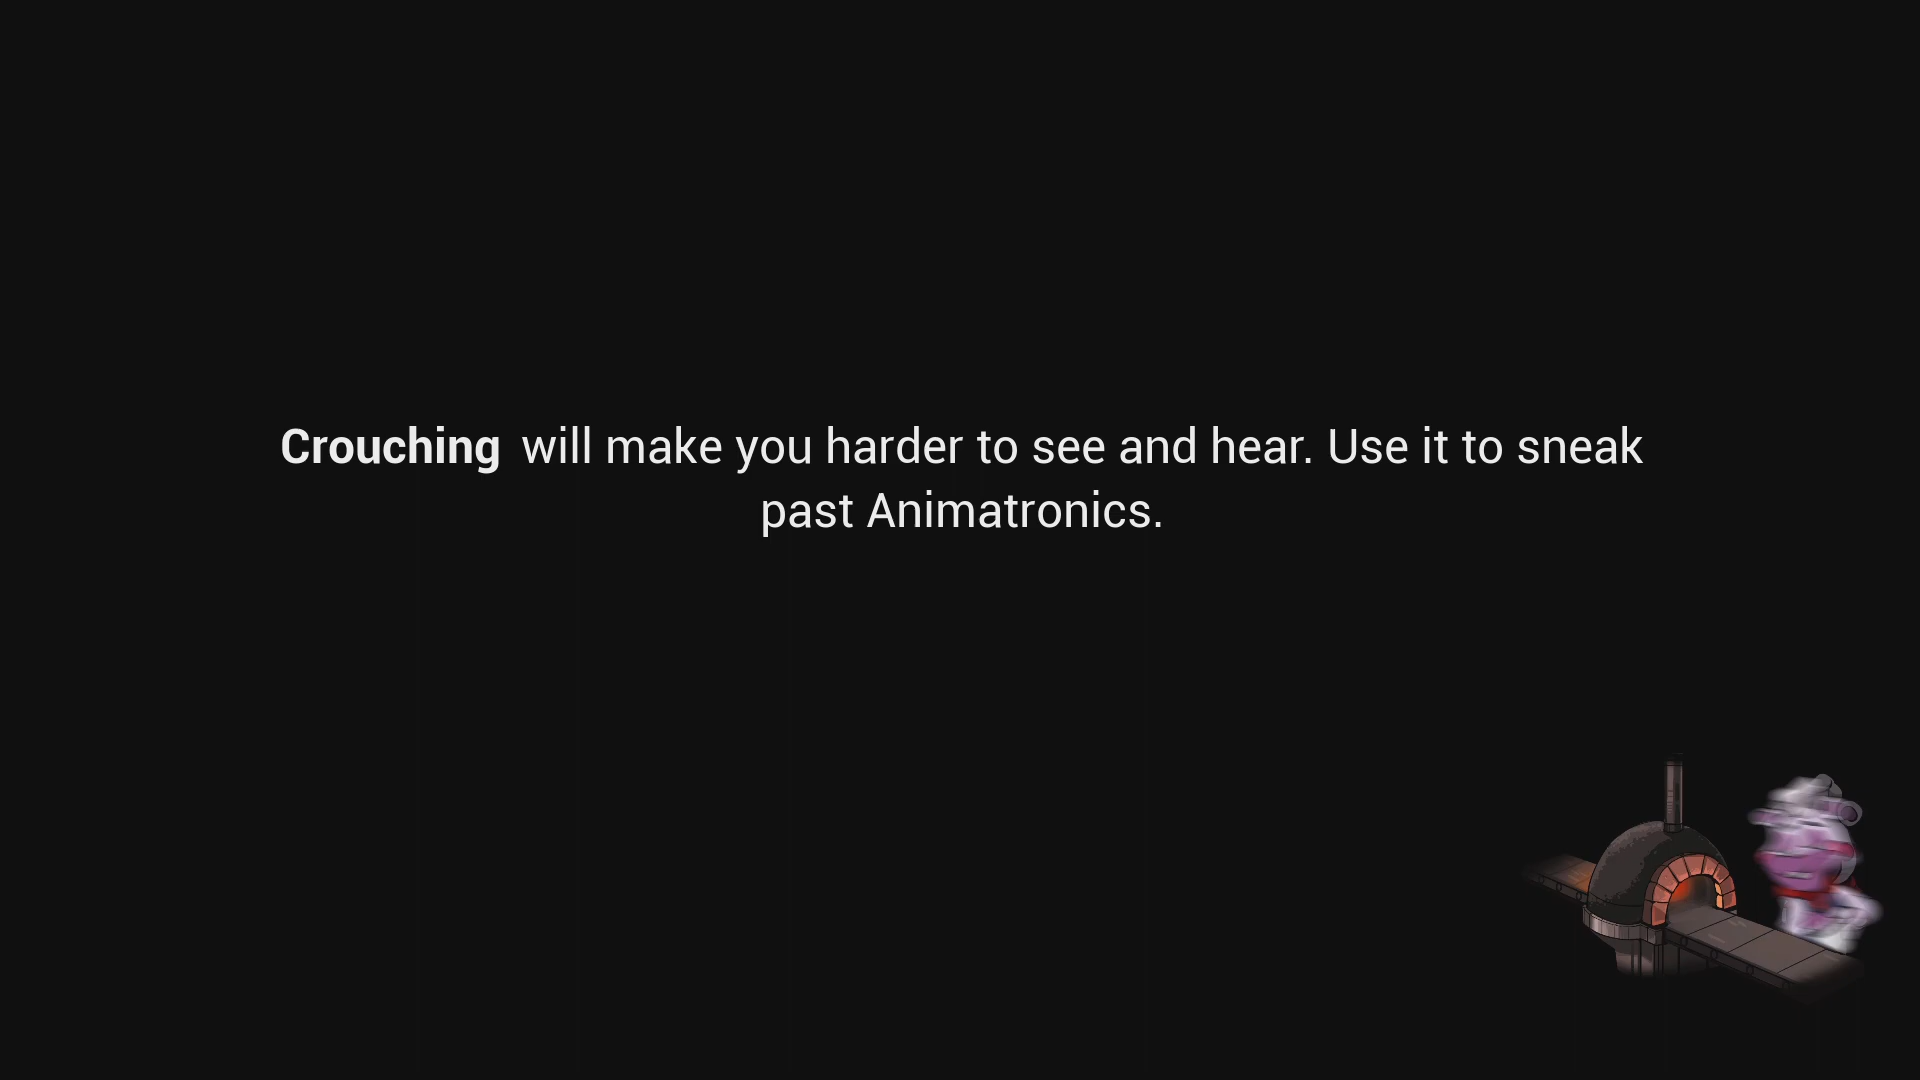 Crouching will make you harder to see and hear. Use it to sneak
past Animatronics.